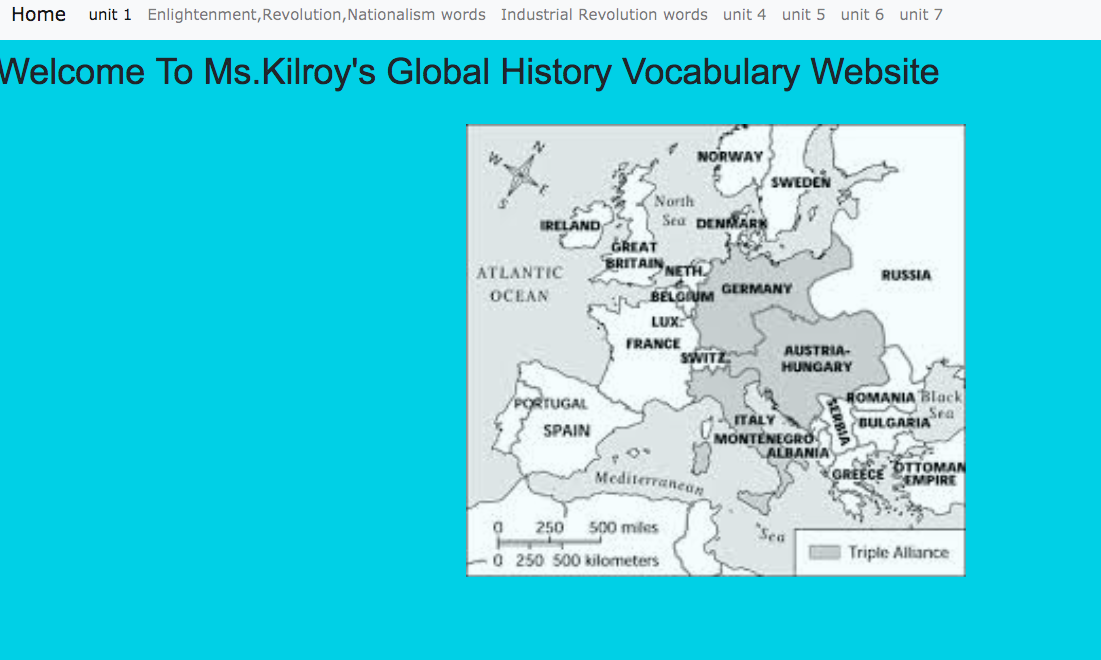 Home unit 1 Enlightenment,Revolution,Nationalism words Industrial Revolution words unit 4 unit 5 unit 6 unit 7
Welcome To Ms.Kilroy's Global History Vocabulary Website
N
W
E
S
NORWAY
SWEDEN
North
Sea
DENMARK
IRELAND
GREAT
BRITAIN
NETH.
ATLANTIC
OCEAN
RUSSIA
GERMANY
BELGIUM
LUX.
FRANCE
SWITZ.
AUSTRIA-
HUNGARY
PORTUGAL
SPAIN
ROMANIA
Black
Sea
SERBIA
BULGARIA
ITALY
MONTENEGRO
ALBANIA
GREECE
OTTOMAN
EMPIRE
Mediterranean
Sea
0 250 500 miles
0 250 500 kilometers
Triple Alliance